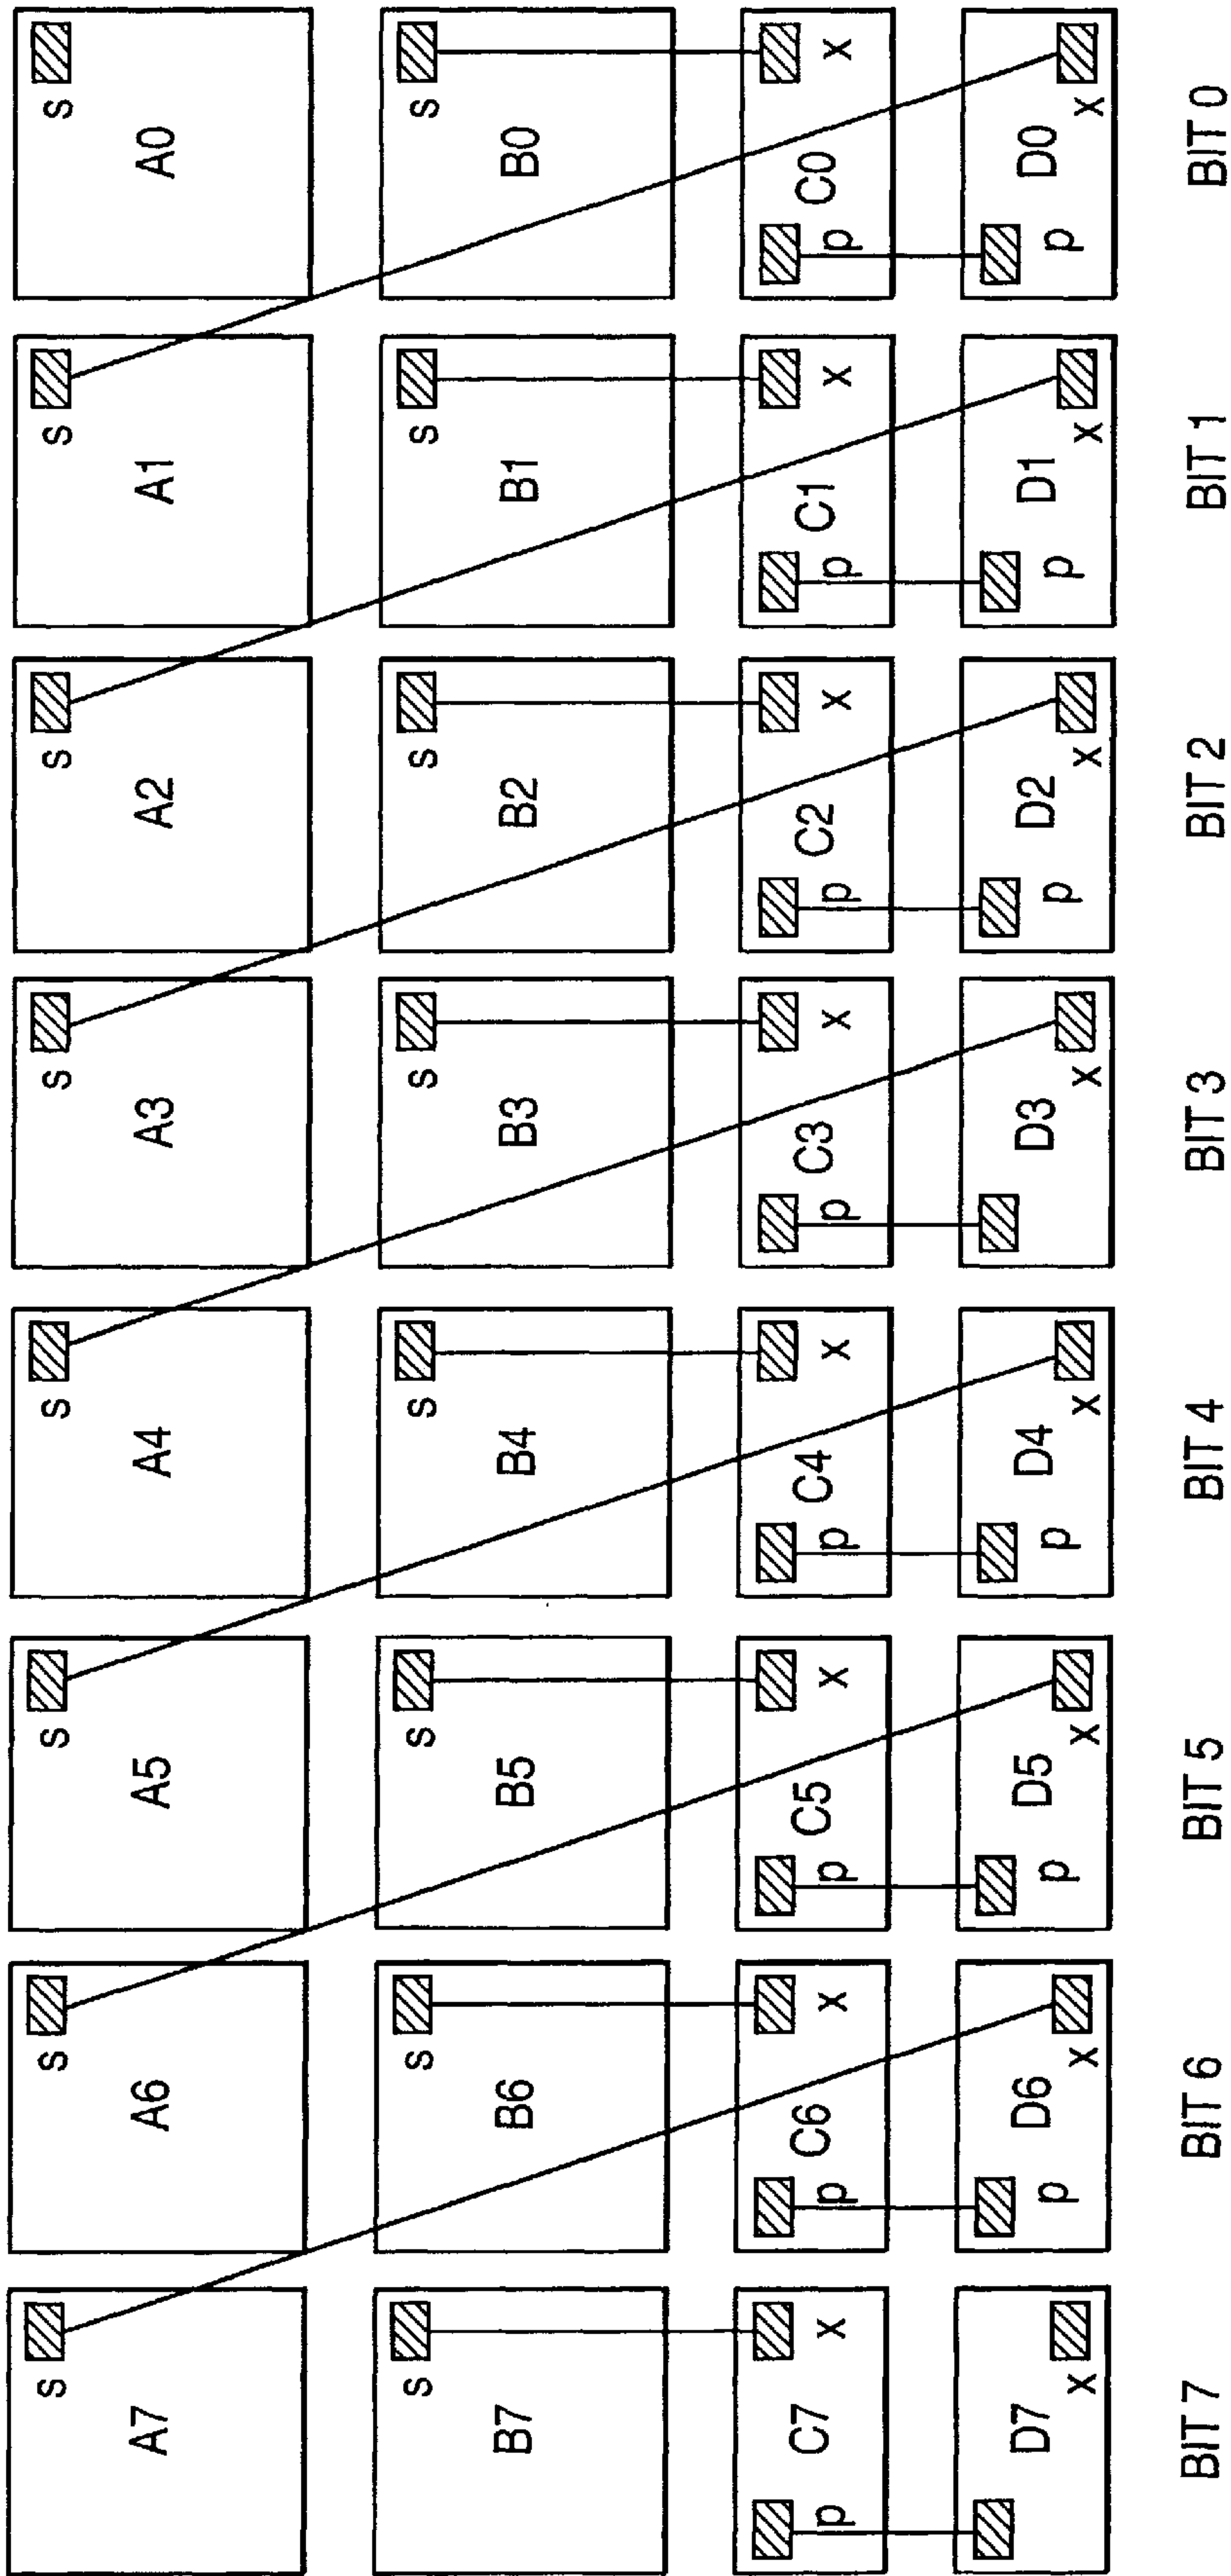 s s s s s s s s
A7 A6 A5 A4 A3 A2 A1 A0
s s s s s s s s
B7 B6 B5 B4 B3 B2 B1 B0
C7 C6 C5 C4 C3 C2 C1 C0
p x p x p x p x p x p x p x p x
D7 D6 D5 D4 D3 D2 D1 D0
p p p p p p
x x x x x x x x
BIT 7 BIT 6 BIT 5 BIT 4 BIT 3 BIT 2 BIT 1 BIT 0